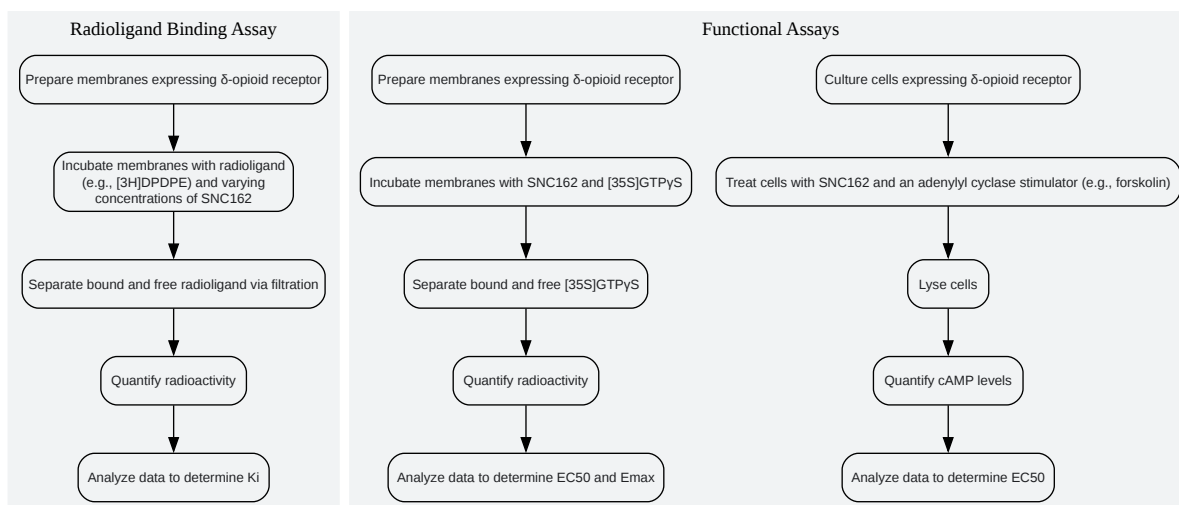 Radioligand Binding Assay
Prepare membranes expressing δ-opioid receptor
Incubate membranes with radioligand
(e.g., [3H]DPDPE) and varying
concentrations of SNC162
Separate bound and free radioligand via filtration
Quantify radioactivity
Analyze data to determine Ki
Functional Assays
Prepare membranes expressing δ-opioid receptor
Incubate membranes with SNC162 and [35S]GTPγS
Separate bound and free [35S]GTPγS
Quantify radioactivity
Analyze data to determine EC50 and Emax
Culture cells expressing δ-opioid receptor
Treat cells with SNC162 and an adenylyl cyclase stimulator (e.g., forskolin)
Lyse cells
Quantify cAMP levels
Analyze data to determine EC50